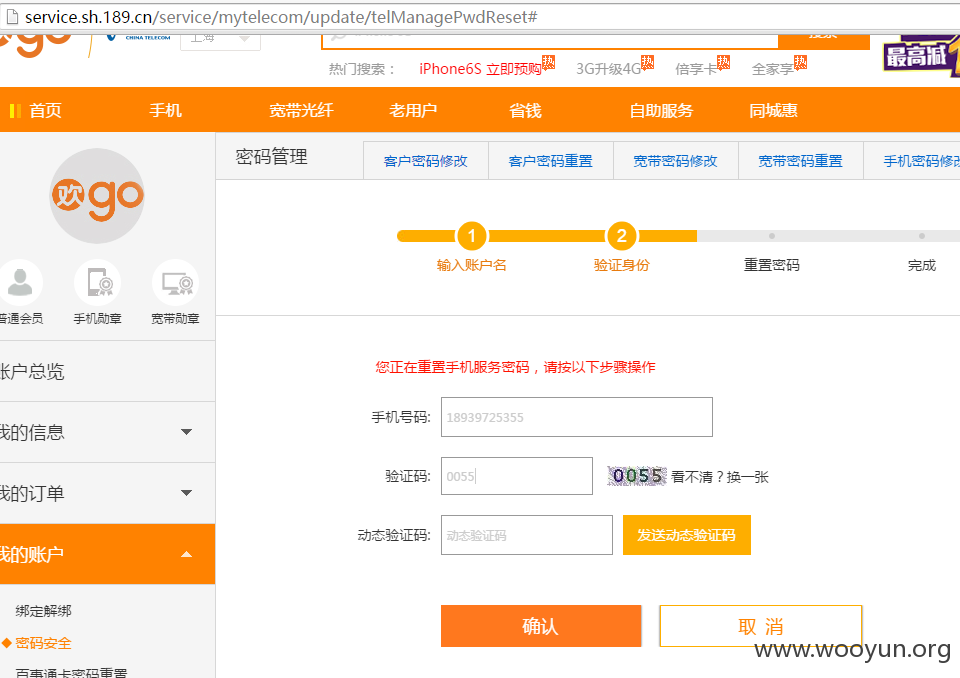 service.sh.189.cn/service/mytelecom/update/telManagePwdReset#
CHINA TELECOM
上海
搜索
最高减
热门搜索： iPhone6S 立即预购 热 3G升级4G 热 倍享卡 热 全家享 热
首页 手机 宽带光纤 老用户 省钱 自助服务 同城惠
欢go
普通会员 手机勋章 宽带勋章
账户总览
我的信息
我的订单
我的账户
绑定解绑
密码安全
百事通卡密码重置
密码管理 客户密码修改 客户密码重置 宽带密码修改 宽带密码重置 手机密码修改
1 2
输入账户名 验证身份 重置密码 完成
您正在重置手机服务密码，请按以下步骤操作
手机号码: 18939725355
验证码: 0055 0055 看不清？换一张
动态验证码: 动态验证码 发送动态验证码
确认 取 消
www.wooyun.org